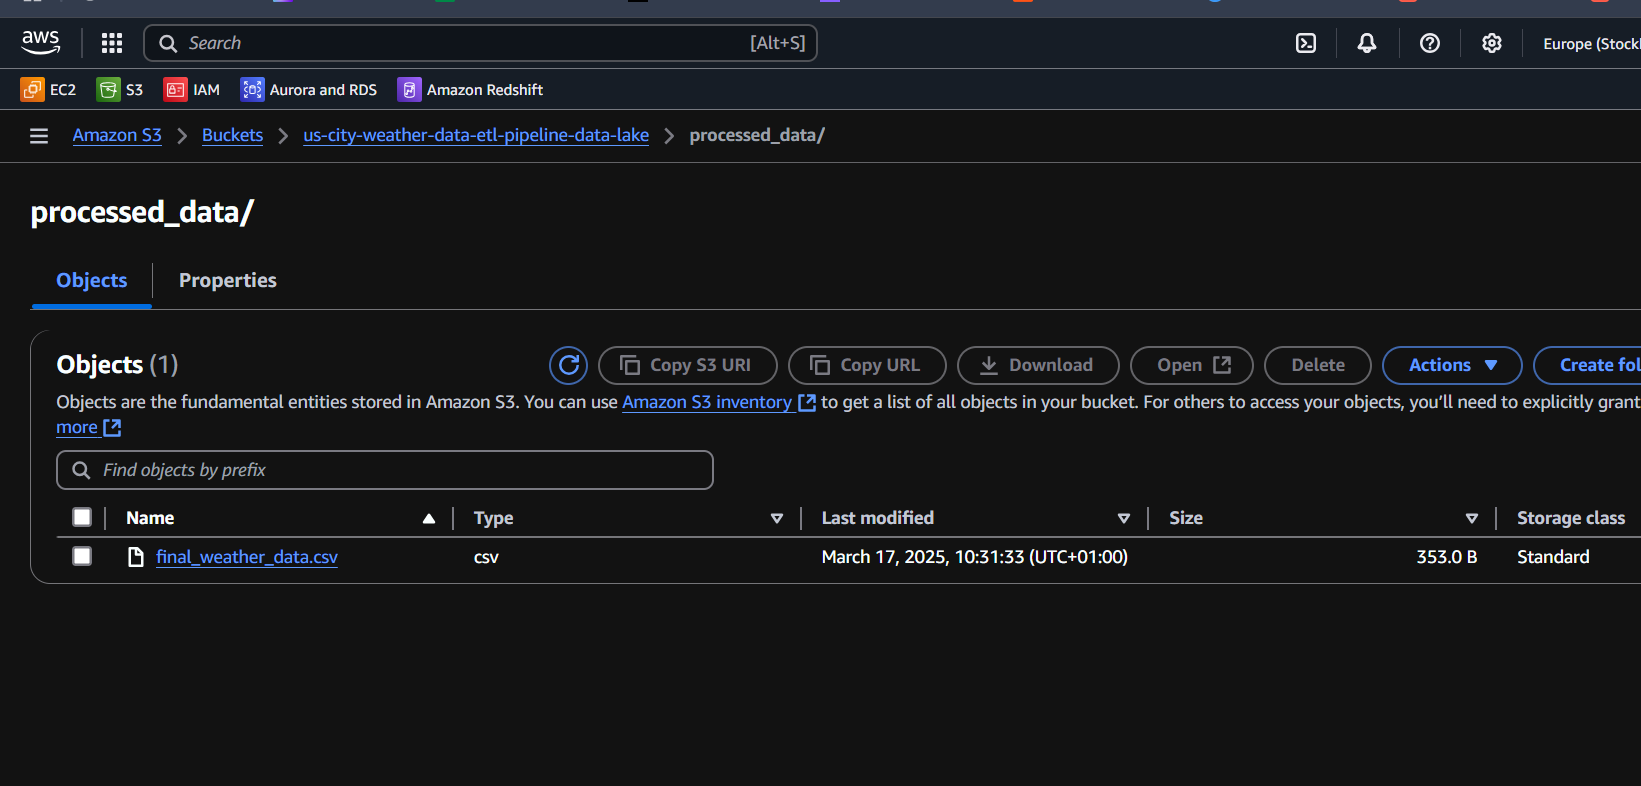 aws
Search
[Alt+S]
Europe (Stockh
EC2
S3
IAM
Aurora and RDS
Amazon Redshift
Amazon S3
Buckets
us-city-weather-data-etl-pipeline-data-lake
processed_data/
processed_data/
Objects
Properties
Objects (1)
Copy S3 URI
Copy URL
Download
Open
Delete
Actions
Create fol
Objects are the fundamental entities stored in Amazon S3. You can use Amazon S3 inventory to get a list of all objects in your bucket. For others to access your objects, you’ll need to explicitly grant
more
Find objects by prefix
Name
Type
Last modified
Size
Storage class
final_weather_data.csv
csv
March 17, 2025, 10:31:33 (UTC+01:00)
353.0 B
Standard